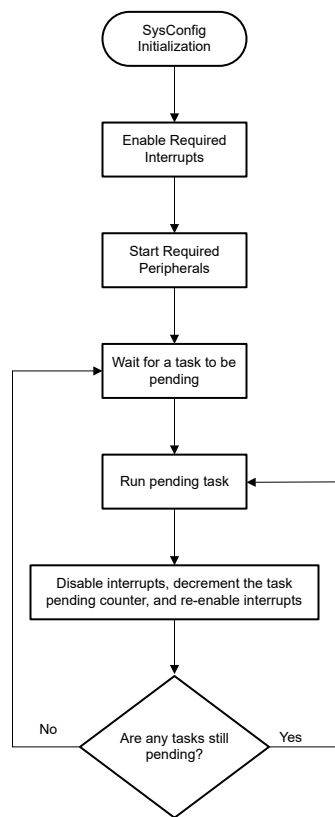 SysConfig
Initialization
Enable Required
Interrupts
Start Required
Peripherals
Wait for a task to be
pending
Run pending task
Disable interrupts, decrement the task
pending counter, and re-enable interrupts
Are any tasks still
pending?
No
Yes